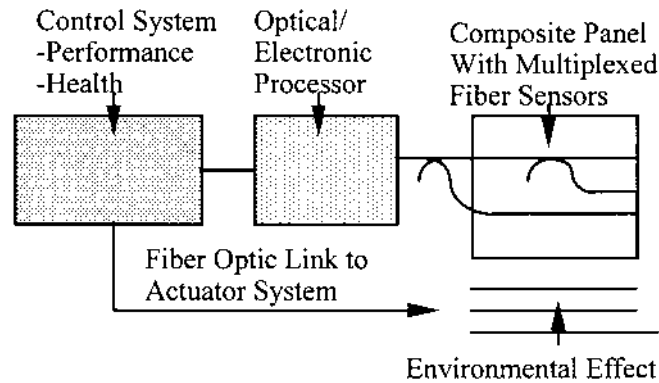 Control System
-Performance
-Health
Optical/
Electronic
Processor
Composite Panel
With Multiplexed
Fiber Sensors
Fiber Optic Link to
Actuator System
Environmental Effect